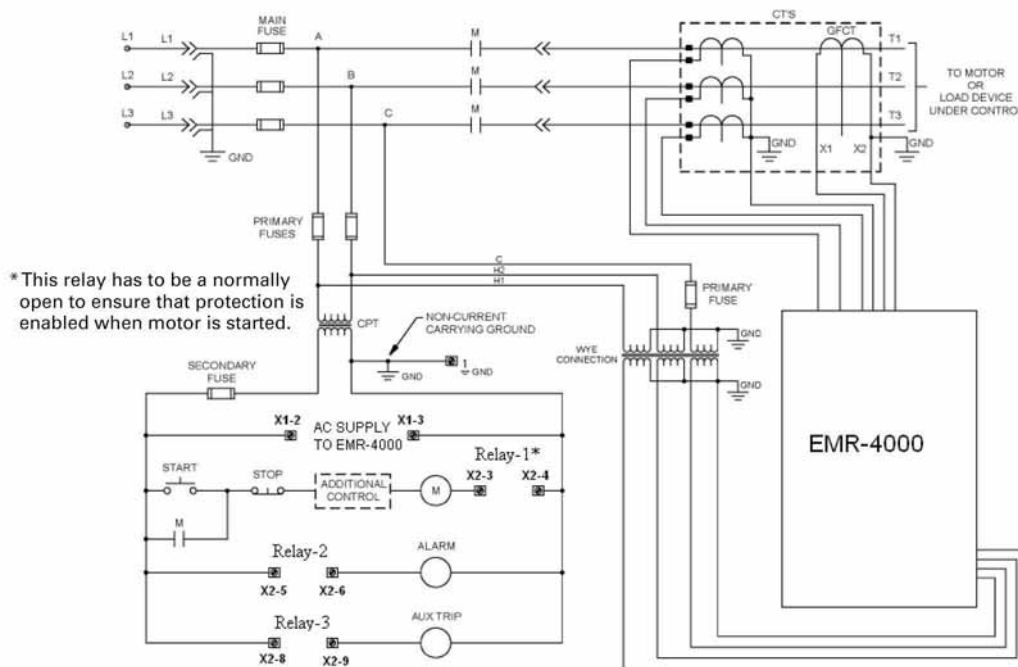 CT'S
MAIN
FUSE
L1
L1
A
M
GFCT
T1
L2
L2
B
M
T2
TO MOTOR
OR
LOAD DEVICE
UNDER CONTROL
L3
L3
C
M
T3
GND
GND
X1
X2
GND
PRIMARY
FUSES
C
H2
H1
* This relay has to be a normally
open to ensure that protection is
enabled when motor is started.
PRIMARY
FUSE
CPT
NON-CURRENT
CARRYING GROUND
GND
WYE
CONNECTION
1
GND
GND
GND
SECONDARY
FUSE
X1-2
AC SUPPLY
TO EMR-4000
X1-3
EMR-4000
Relay-1*
START
STOP
ADDITIONAL
CONTROL
M
X2-3
X2-4
M
Relay-2
ALARM
X2-5
X2-6
Relay-3
AUX TRIP
X2-8
X2-9